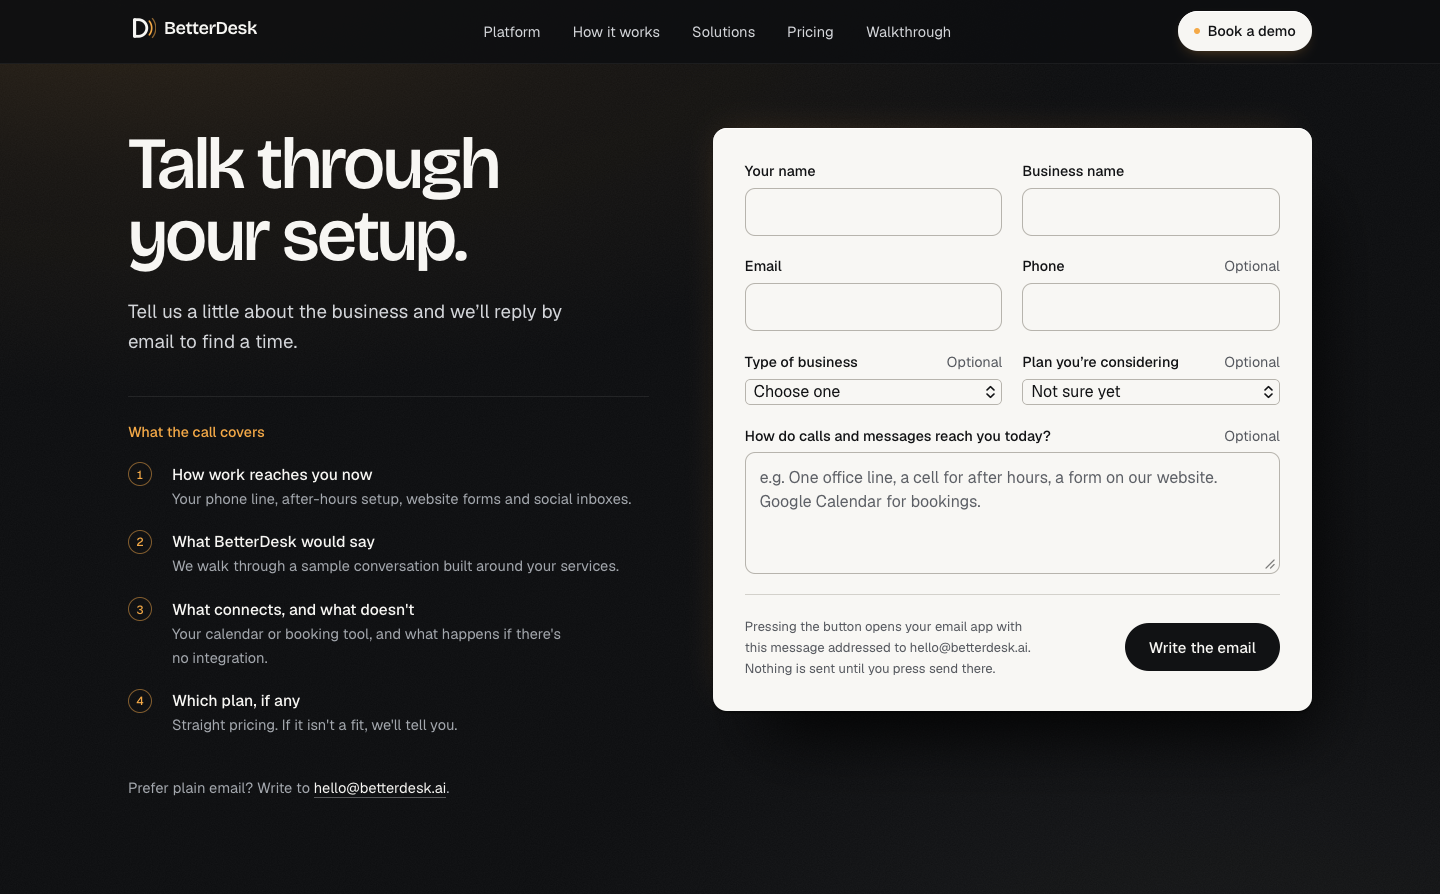 BetterDesk
Platform
How it works
Solutions
Pricing
Walkthrough
Book a demo
Talk through
your setup.
Tell us a little about the business and we’ll reply by
email to find a time.
What the call covers
1
How work reaches you now
Your phone line, after-hours setup, website forms and social inboxes.
2
What BetterDesk would say
We walk through a sample conversation built around your services.
3
What connects, and what doesn't
Your calendar or booking tool, and what happens if there's
no integration.
4
Which plan, if any
Straight pricing. If it isn't a fit, we'll tell you.
Prefer plain email? Write to hello@betterdesk.ai.
Your name
Business name
Email
Phone Optional
Type of business Optional
Choose one
Plan you’re considering Optional
Not sure yet
How do calls and messages reach you today? Optional
e.g. One office line, a cell for after hours, a form on our website.
Google Calendar for bookings.
Pressing the button opens your email app with
this message addressed to hello@betterdesk.ai.
Nothing is sent until you press send there.
Write the email